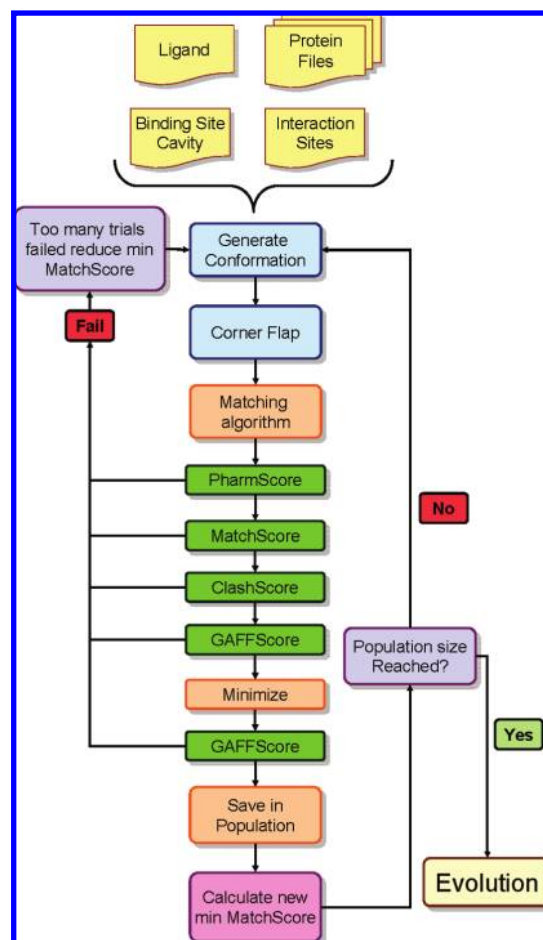 Ligand
Protein
Files
Binding Site
Cavity
Interaction
Sites
Too many trials
failed reduce min
MatchScore
Generate
Conformation
Fail
Corner Flap
Matching
algorithm
PharmScore
No
MatchScore
ClashScore
GAFFScore
Population size
Reached?
Minimize
GAFFScore
Yes
Save in
Population
Calculate new
min MatchScore
Evolution